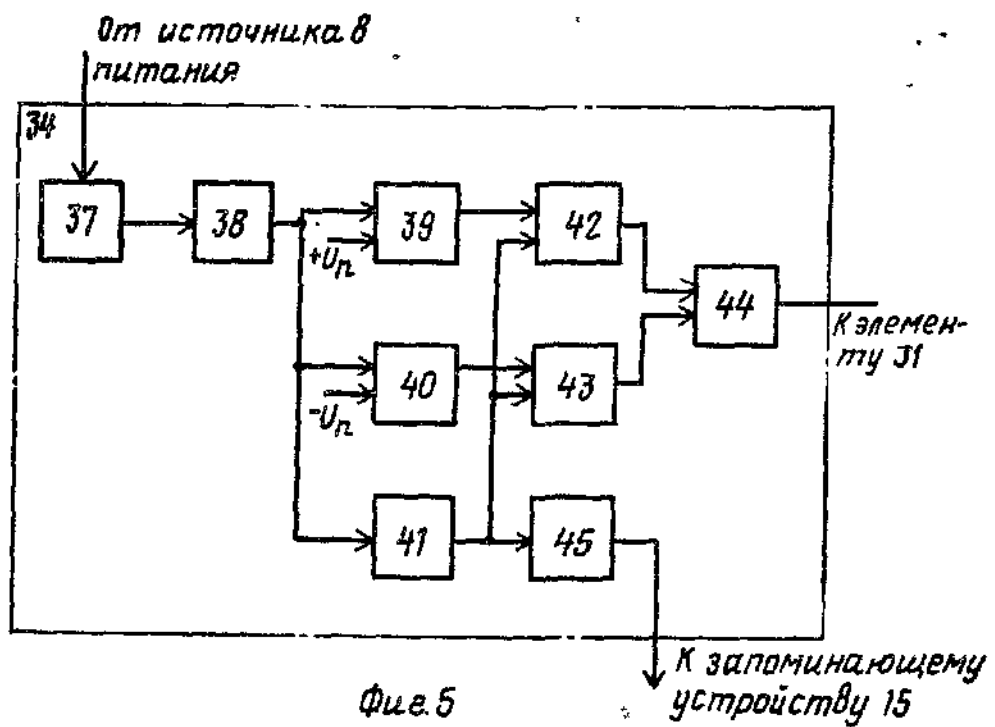 От источника 8
питания
34
37
38
39
42
+Uп
44
К элемен-
ту 31
40
43
-Uп
41
45
К запоминающему
устройству 15
Фиг. 5